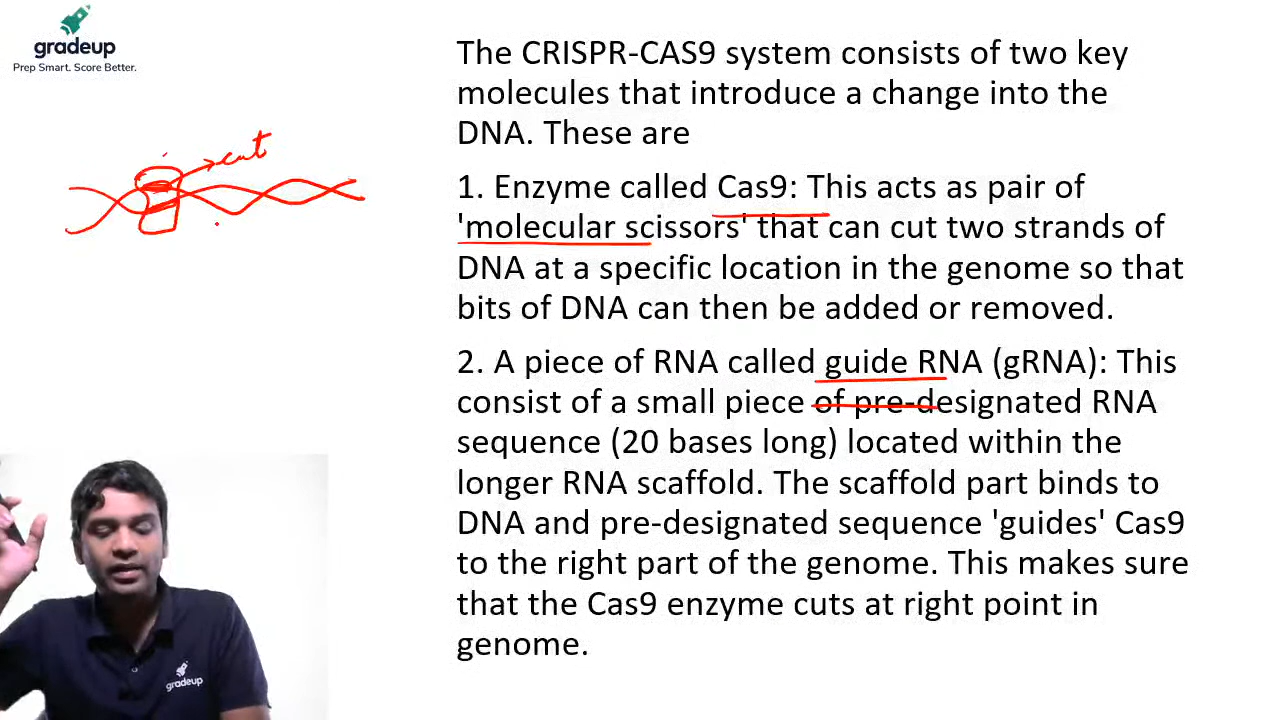 gradeup
Prep Smart. Score Better.
cut
The CRISPR-CAS9 system consists of two key
molecules that introduce a change into the
DNA. These are
1. Enzyme called Cas9: This acts as pair of
'molecular scissors' that can cut two strands of
DNA at a specific location in the genome so that
bits of DNA can then be added or removed.
2. A piece of RNA called guide RNA (gRNA): This
consist of a small piece of pre-designated RNA
sequence (20 bases long) located within the
longer RNA scaffold. The scaffold part binds to
DNA and pre-designated sequence 'guides' Cas9
to the right part of the genome. This makes sure
that the Cas9 enzyme cuts at right point in
genome.
gradeup